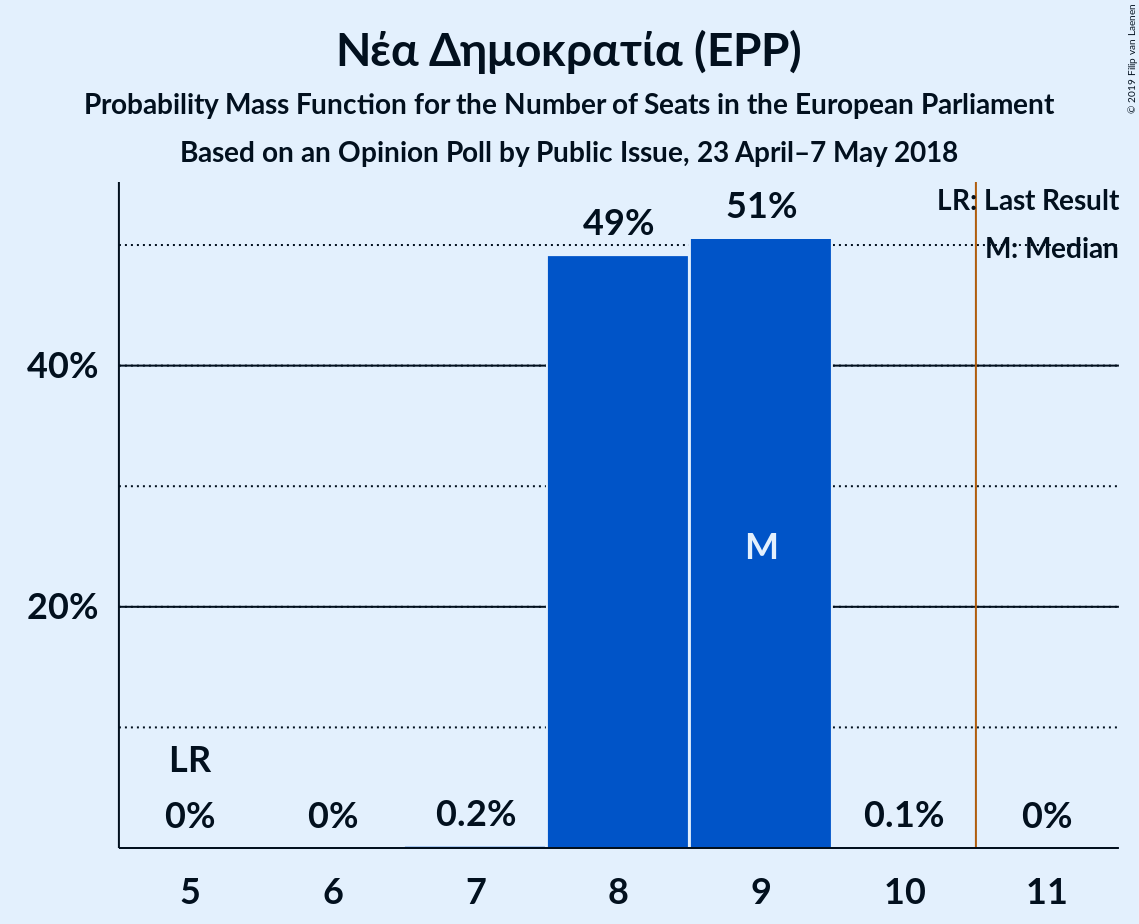 Νέα Δημοκρατία (EPP)
Probability Mass Function for the Number of Seats in the European Parliament
Based on an Opinion Poll by Public Issue, 23 April–7 May 2018
© 2019 Filip van Laenen
LR: Last Result
M: Median
49%
51%
40%
20%
M
LR
0%
0%
0.2%
0.1%
0%
5
6
7
8
9
10
11